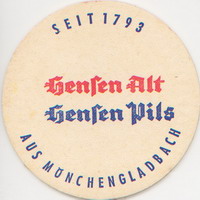 SEIT 1793
Hensen Alt
Hensen Pils
AUS MÖNCHENGLADBACH